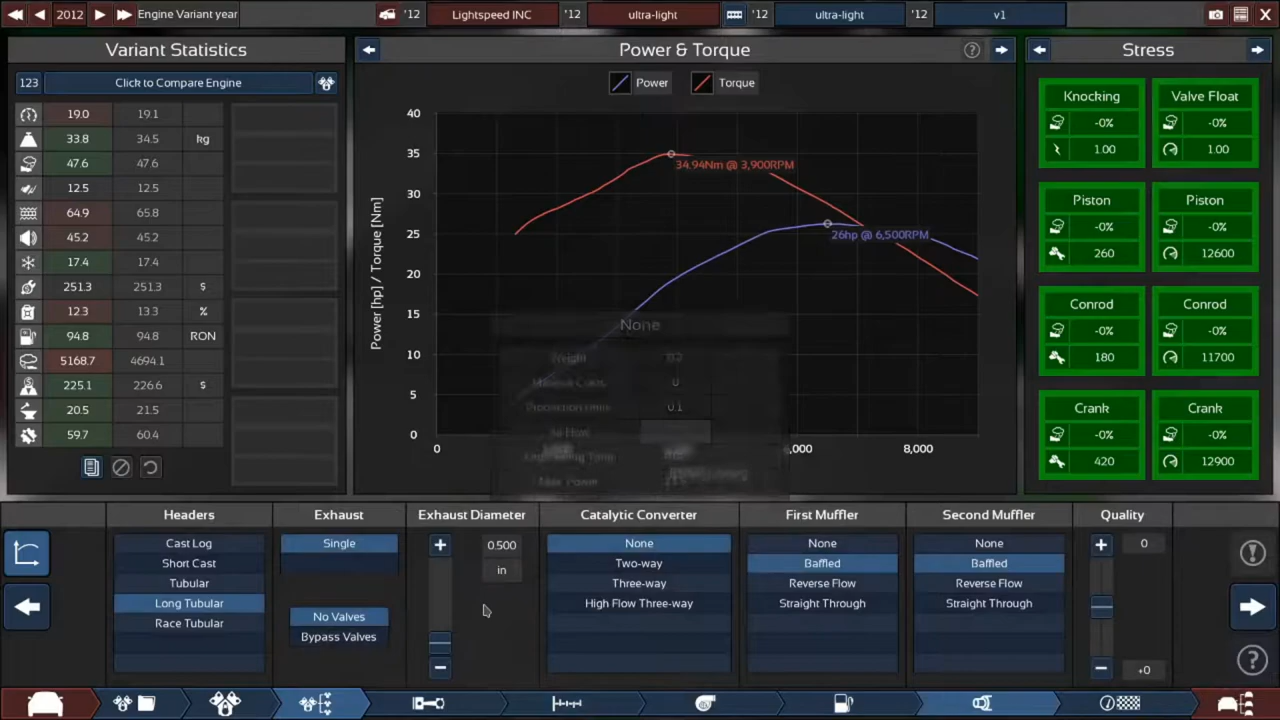 2012 Engine Variant year '12 Lightspeed INC '12 ultra-light '12 ultra-light '12 v1
Variant Statistics
123 Click to Compare Engine
19.0 19.1
33.8 34.5 kg
47.6 47.6
12.5 12.5
64.9 65.8
45.2 45.2
17.4 17.4
251.3 251.3 $
12.3 13.3 %
94.8 94.8 RON
5168.7 4694.1
225.1 226.6 $
20.5 21.5
59.7 60.4
Power & Torque ?
Power Torque
Power [hp] / Torque [Nm]
40
35
30
25
20
15
10
5
0
34.94Nm @ 3,900RPM
26hp @ 6,500RPM
0 ,000 8,000
None
Weight 0.2
Material Costs 0
0.1
Stress
Knocking Valve Float
-0% -0%
1.00 1.00
Piston Piston
-0% -0%
260 12600
Conrod Conrod
-0% -0%
180 11700
Crank Crank
-0% -0%
420 12900
Headers
Cast Log
Short Cast
Tubular
Long Tubular
Race Tubular
Exhaust
Single
No Valves
Bypass Valves
Exhaust Diameter
+ 0.500
in
-
Catalytic Converter
None
Two-way
Three-way
High Flow Three-way
First Muffler
None
Baffled
Reverse Flow
Straight Through
Second Muffler
None
Baffled
Reverse Flow
Straight Through
Quality
+ 0
- +0
?